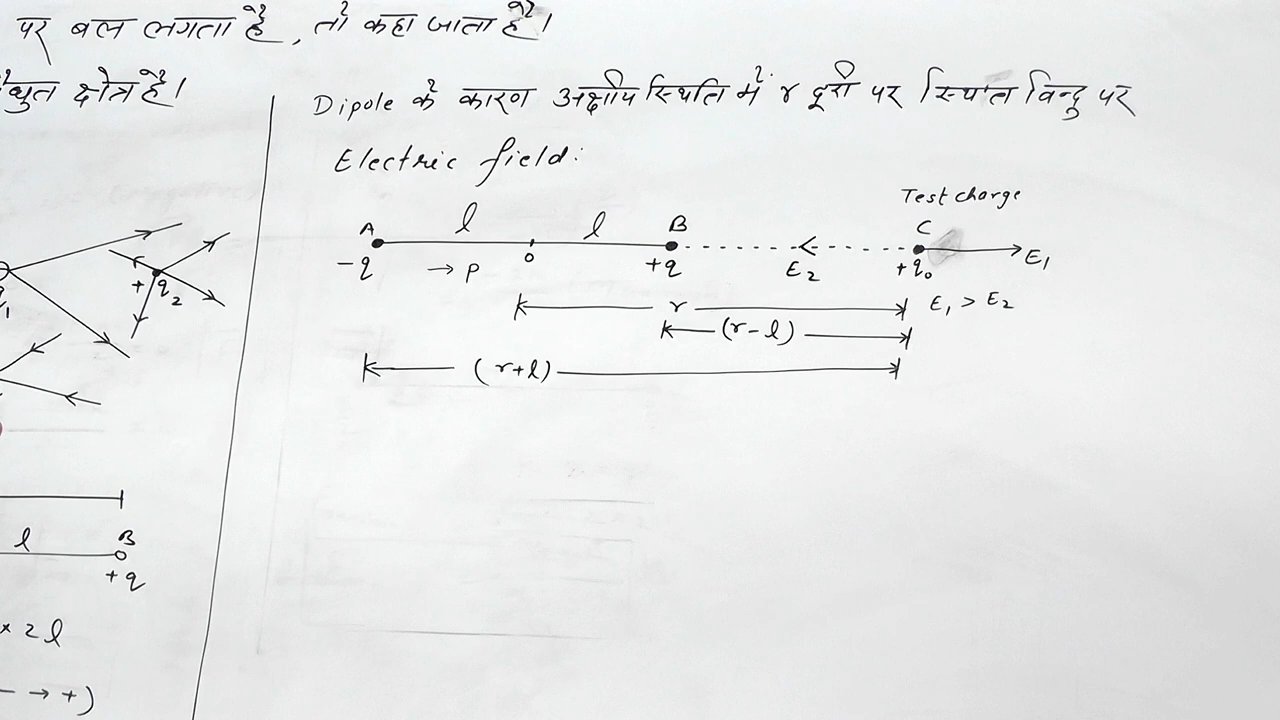 पर बल लगता है, तो कहा जाता है।
क्षेत्र है।
q₂
+
l
B
+q
× 2l
- → +)
Dipole के कारण अक्षीय स्थिति में r दूरी पर स्थित विन्दु पर
Electric field:
Test charge
A l l B C
-q → P o +q E₂ +q₀ E₁
r E₁ > E₂
(r-l)
(r+l)